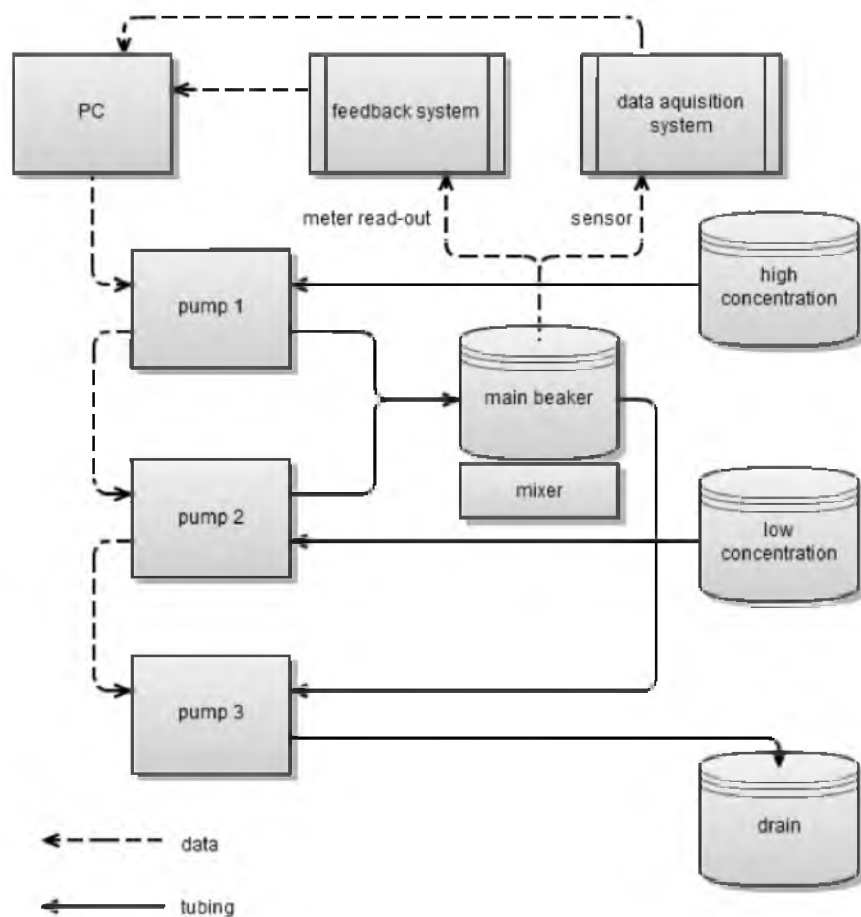 PC
feedback system
data aquisition
system
meter read-out
sensor
high
concentration
pump 1
main beaker
mixer
pump 2
low
concentration
pump 3
drain
data
tubing